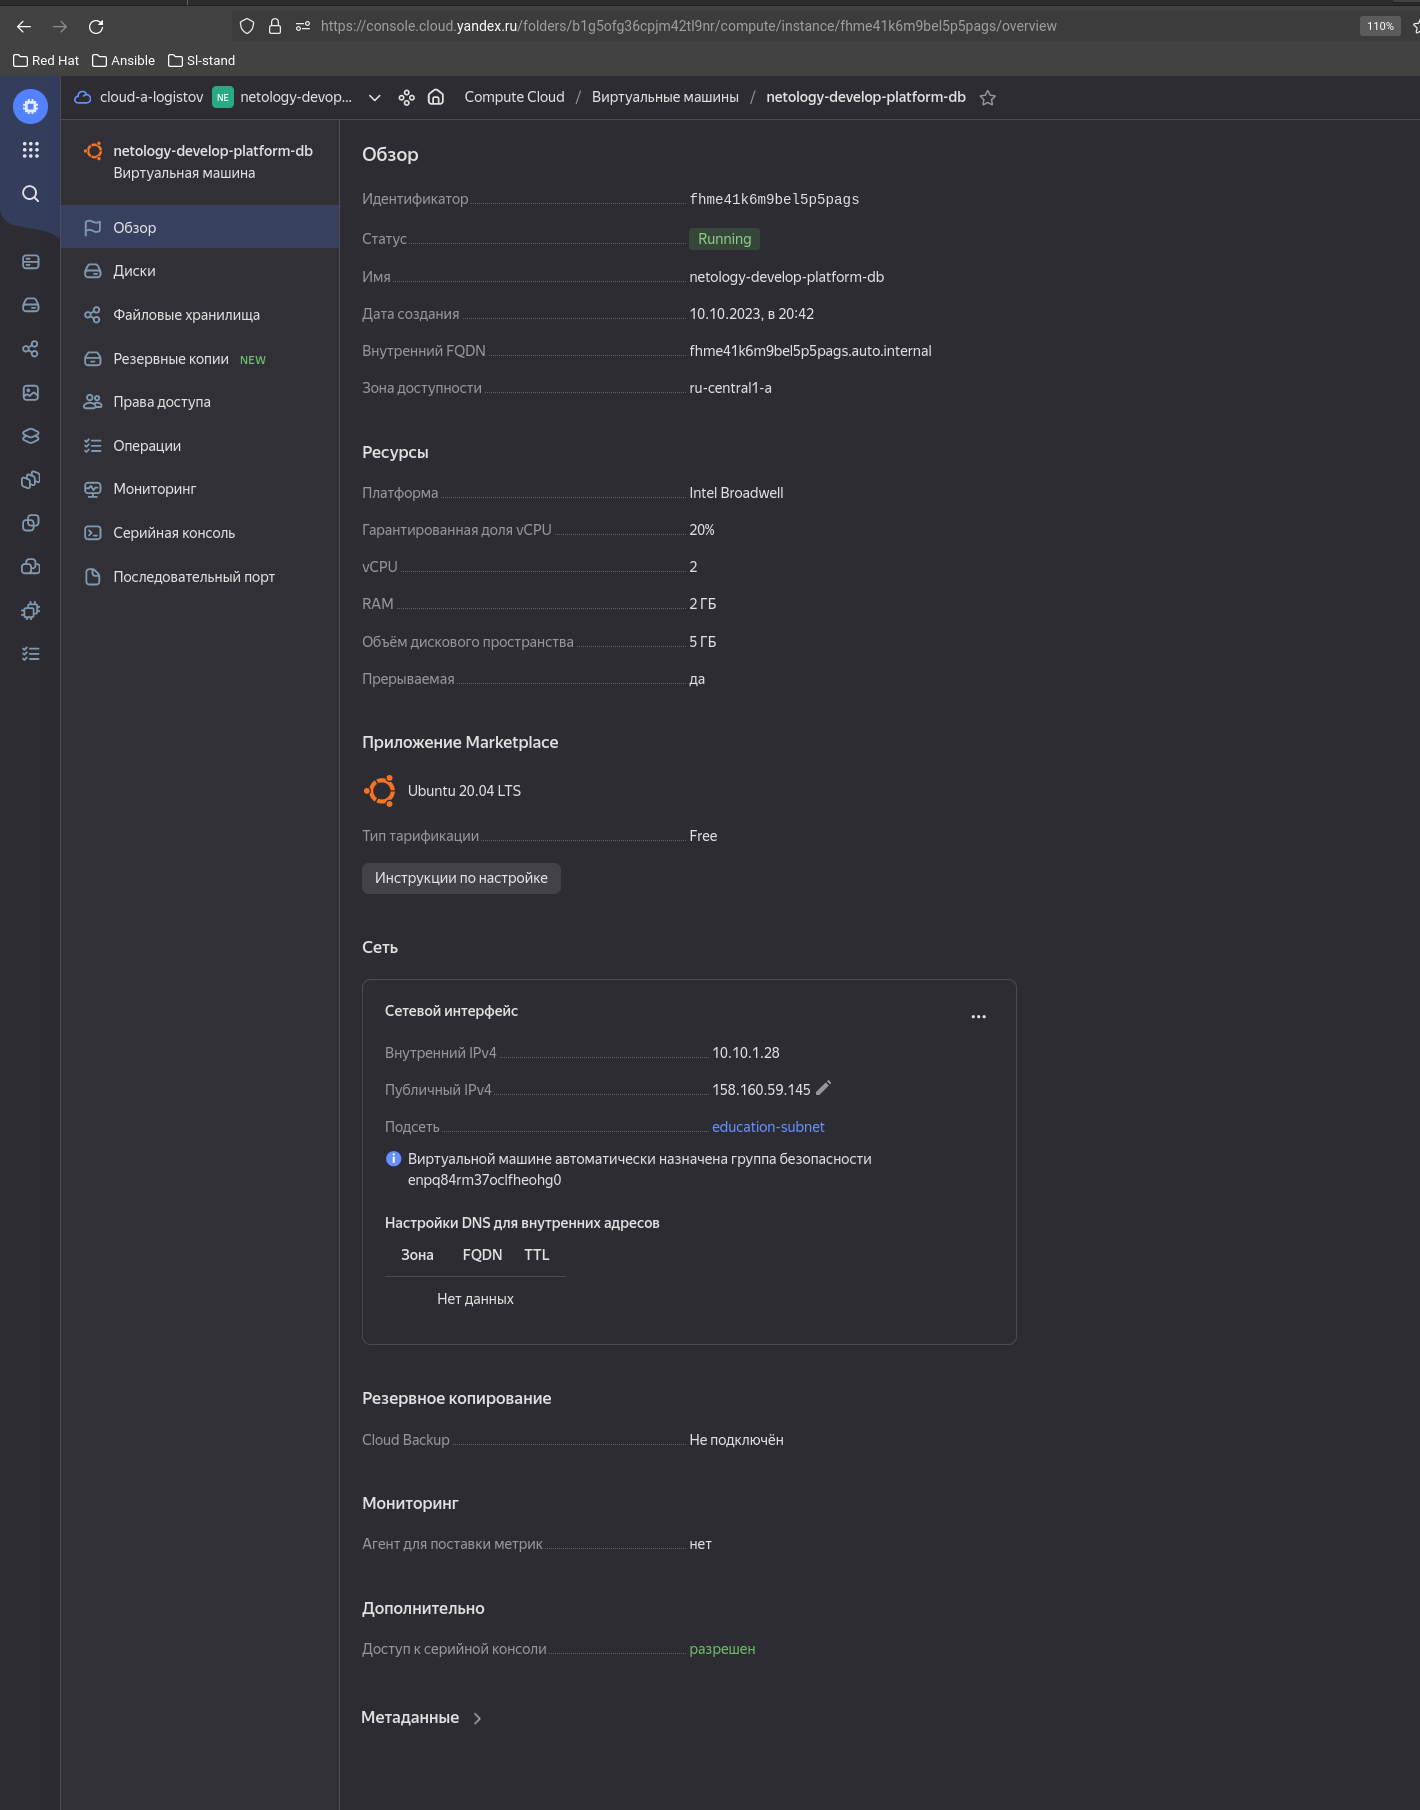 https://console.cloud.yandex.ru/folders/b1g5ofg36cpjm42tl9nr/compute/instance/fhme41k6m9bel5p5pags/overview
110%
Red Hat Ansible Sl-stand
cloud-a-logistov NE netology-devop... Compute Cloud / Виртуальные машины / netology-develop-platform-db
netology-develop-platform-db
Виртуальная машина
Обзор
Диски
Файловые хранилища
Резервные копии NEW
Права доступа
Операции
Мониторинг
Серийная консоль
Последовательный порт
Обзор
Идентификатор fhme41k6m9bel5p5pags
Статус Running
Имя netology-develop-platform-db
Дата создания 10.10.2023, в 20:42
Внутренний FQDN fhme41k6m9bel5p5pags.auto.internal
Зона доступности ru-central1-a
Ресурсы
Платформа Intel Broadwell
Гарантированная доля vCPU 20%
vCPU 2
RAM 2 ГБ
Объём дискового пространства 5 ГБ
Прерываемая да
Приложение Marketplace
Ubuntu 20.04 LTS
Тип тарификации Free
Инструкции по настройке
Сеть
Сетевой интерфейс
Внутренний IPv4 10.10.1.28
Публичный IPv4 158.160.59.145
Подсеть education-subnet
Виртуальной машине автоматически назначена группа безопасности
enpq84rm37oclfheohg0
Настройки DNS для внутренних адресов
Зона FQDN TTL
Нет данных
Резервное копирование
Cloud Backup Не подключён
Мониторинг
Агент для поставки метрик нет
Дополнительно
Доступ к серийной консоли разрешен
Метаданные